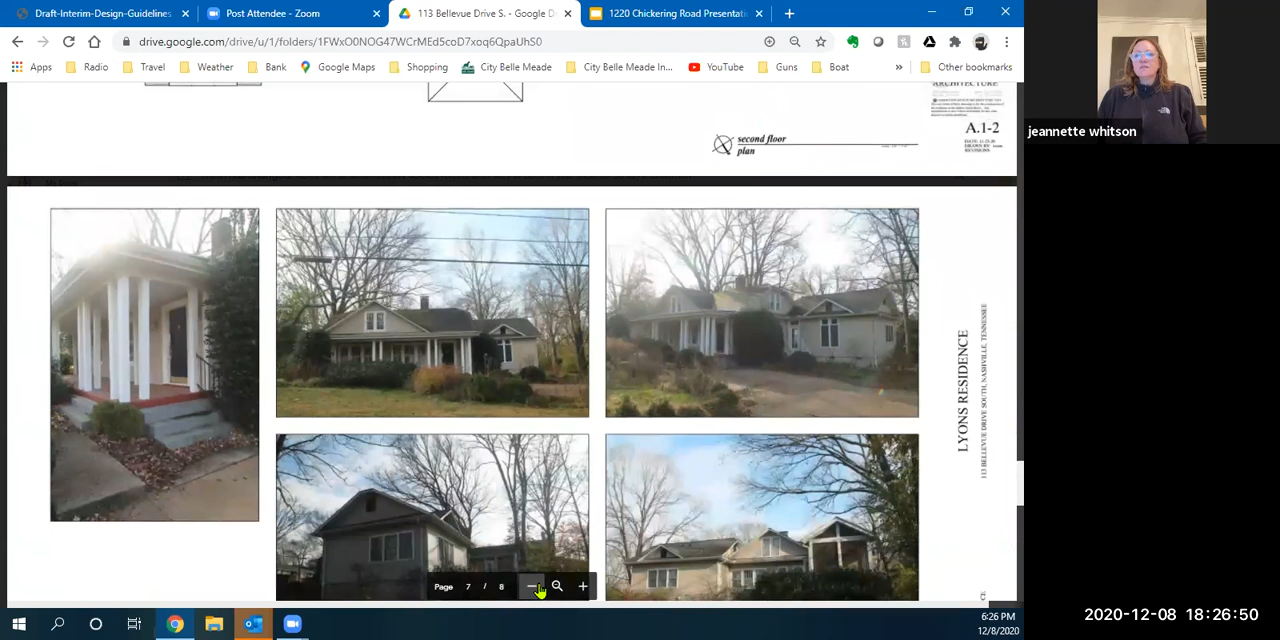 Draft-Interim-Design-Guidelines
Post Attendee - Zoom
113 Bellevue Drive S. - Google D
1220 Chickering Road Presentati
drive.google.com/drive/u/1/folders/1FWxO0NOG47WCrMEd5coD7xoq6QpauUhS0
Apps
Radio
Travel
Weather
Bank
Google Maps
Shopping
City Belle Meade
City Belle Meade In...
YouTube
Guns
Boat
»
Other bookmarks
jeannette whitson
ARCHITECTURE
second floor
plan
A.1-2
LYONS RESIDENCE
113 BELLEVUE DRIVE SOUTH, NASHVILLE, TENNESSEE
Page 7 / 8
6:26 PM
12/8/2020
2020-12-08 18:26:50